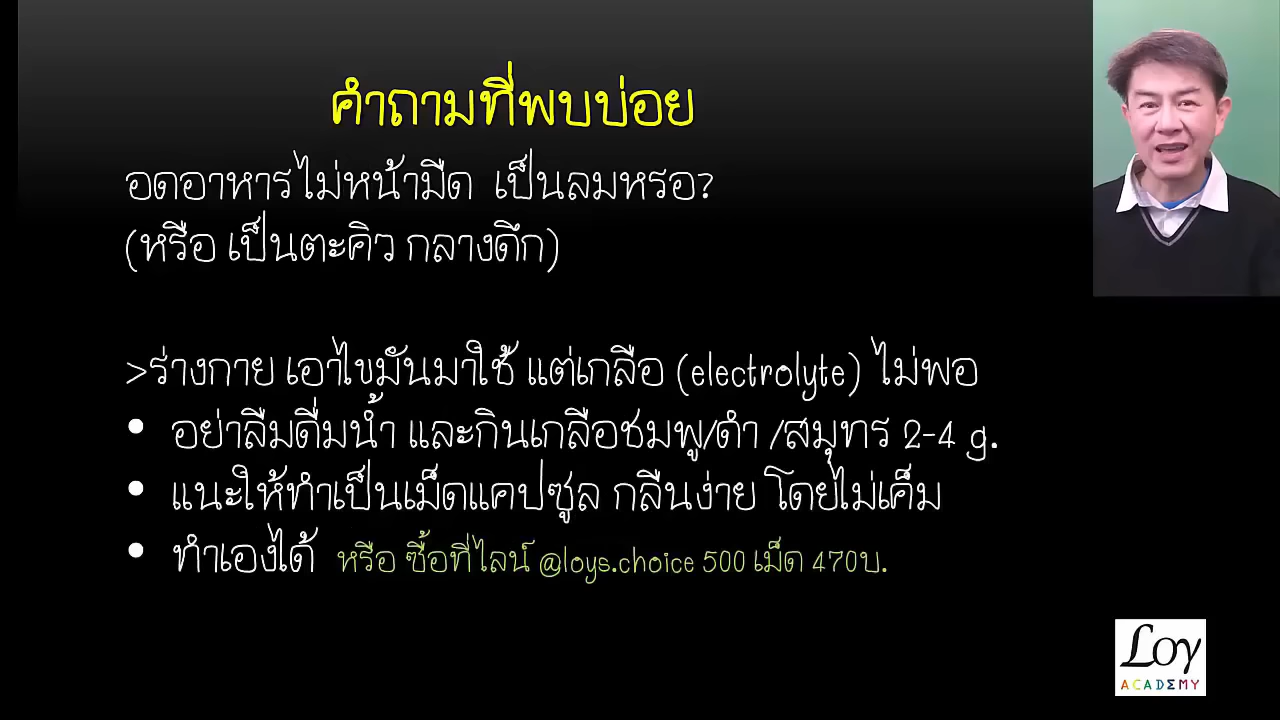 คำถามที่พบบ่อย
อดอาหารไม่หน้ามืด เป็นลมหรอ?
(หรือ เป็นตะคิว กลางดึก)
>ร่างกาย เอาไขมันมาใช้ แต่เกลือ (electrolyte) ไม่พอ
• อย่าลืมดื่มน้ำ และกินเกลือชมพู/ดำ /สมุทร 2-4 g.
• แนะให้ทำเป็นเม็ดแคปซูล กลืนง่าย โดยไม่เค็ม
• ทำเองได้ หรือ ซื้อที่ไลน์ @loys.choice 500 เม็ด 470บ.
Loy
ACADEMY